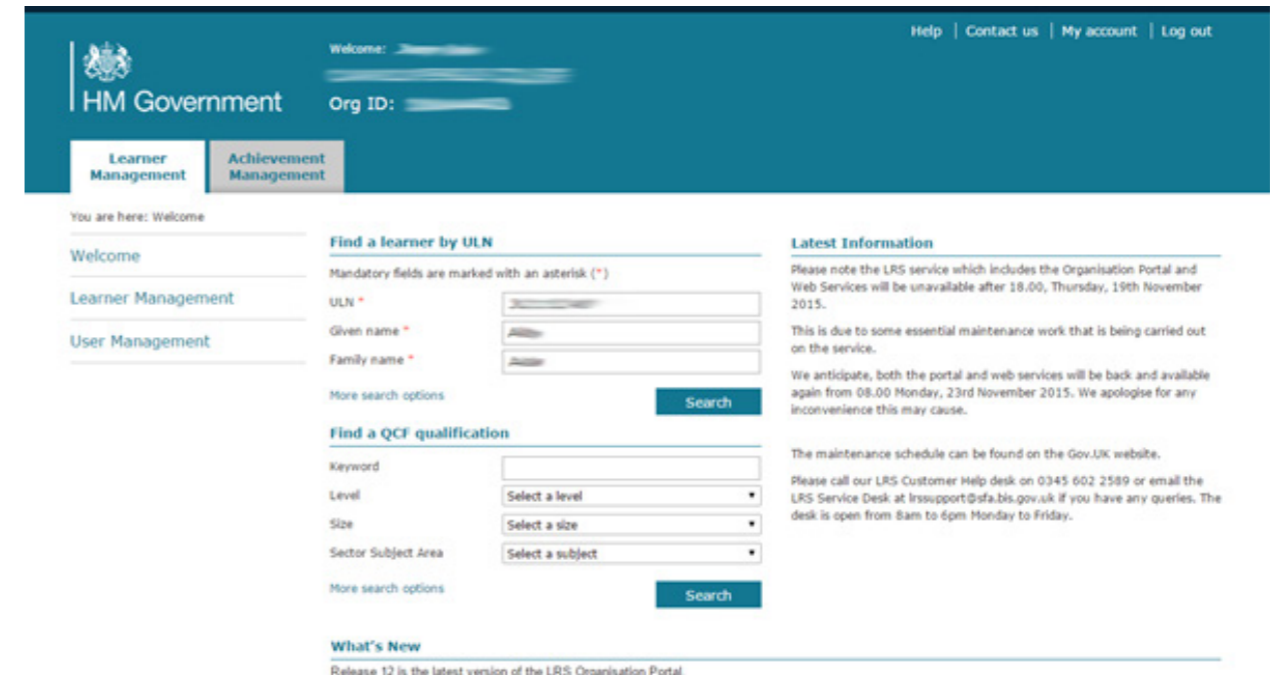 Help | Contact us | My account | Log out
Welcome:
HM Government
Org ID:
Learner
Management
Achievement
Management
You are here: Welcome
Welcome
Learner Management
User Management
Find a learner by ULN
Mandatory fields are marked with an asterisk (*)
ULN *
Given name *
Family name *
More search options
Search
Find a QCF qualification
Keyword
Level
Select a level
Size
Select a size
Sector Subject Area
Select a subject
More search options
Search
Latest Information
Please note the LRS service which includes the Organisation Portal and
Web Services will be unavailable after 18.00, Thursday, 19th November
2015.
This is due to some essential maintenance work that is being carried out
on the service.
We anticipate, both the portal and web services will be back and available
again from 08.00 Monday, 23rd November 2015. We apologise for any
inconvenience this may cause.
The maintenance schedule can be found on the Gov.UK website.
Please call our LRS Customer Help desk on 0345 602 2589 or email the
LRS Service Desk at lrssupport@sfa.bis.gov.uk if you have any queries. The
desk is open from 8am to 6pm Monday to Friday.
What's New
Release 12 is the latest version of the LRS Organisation Portal.